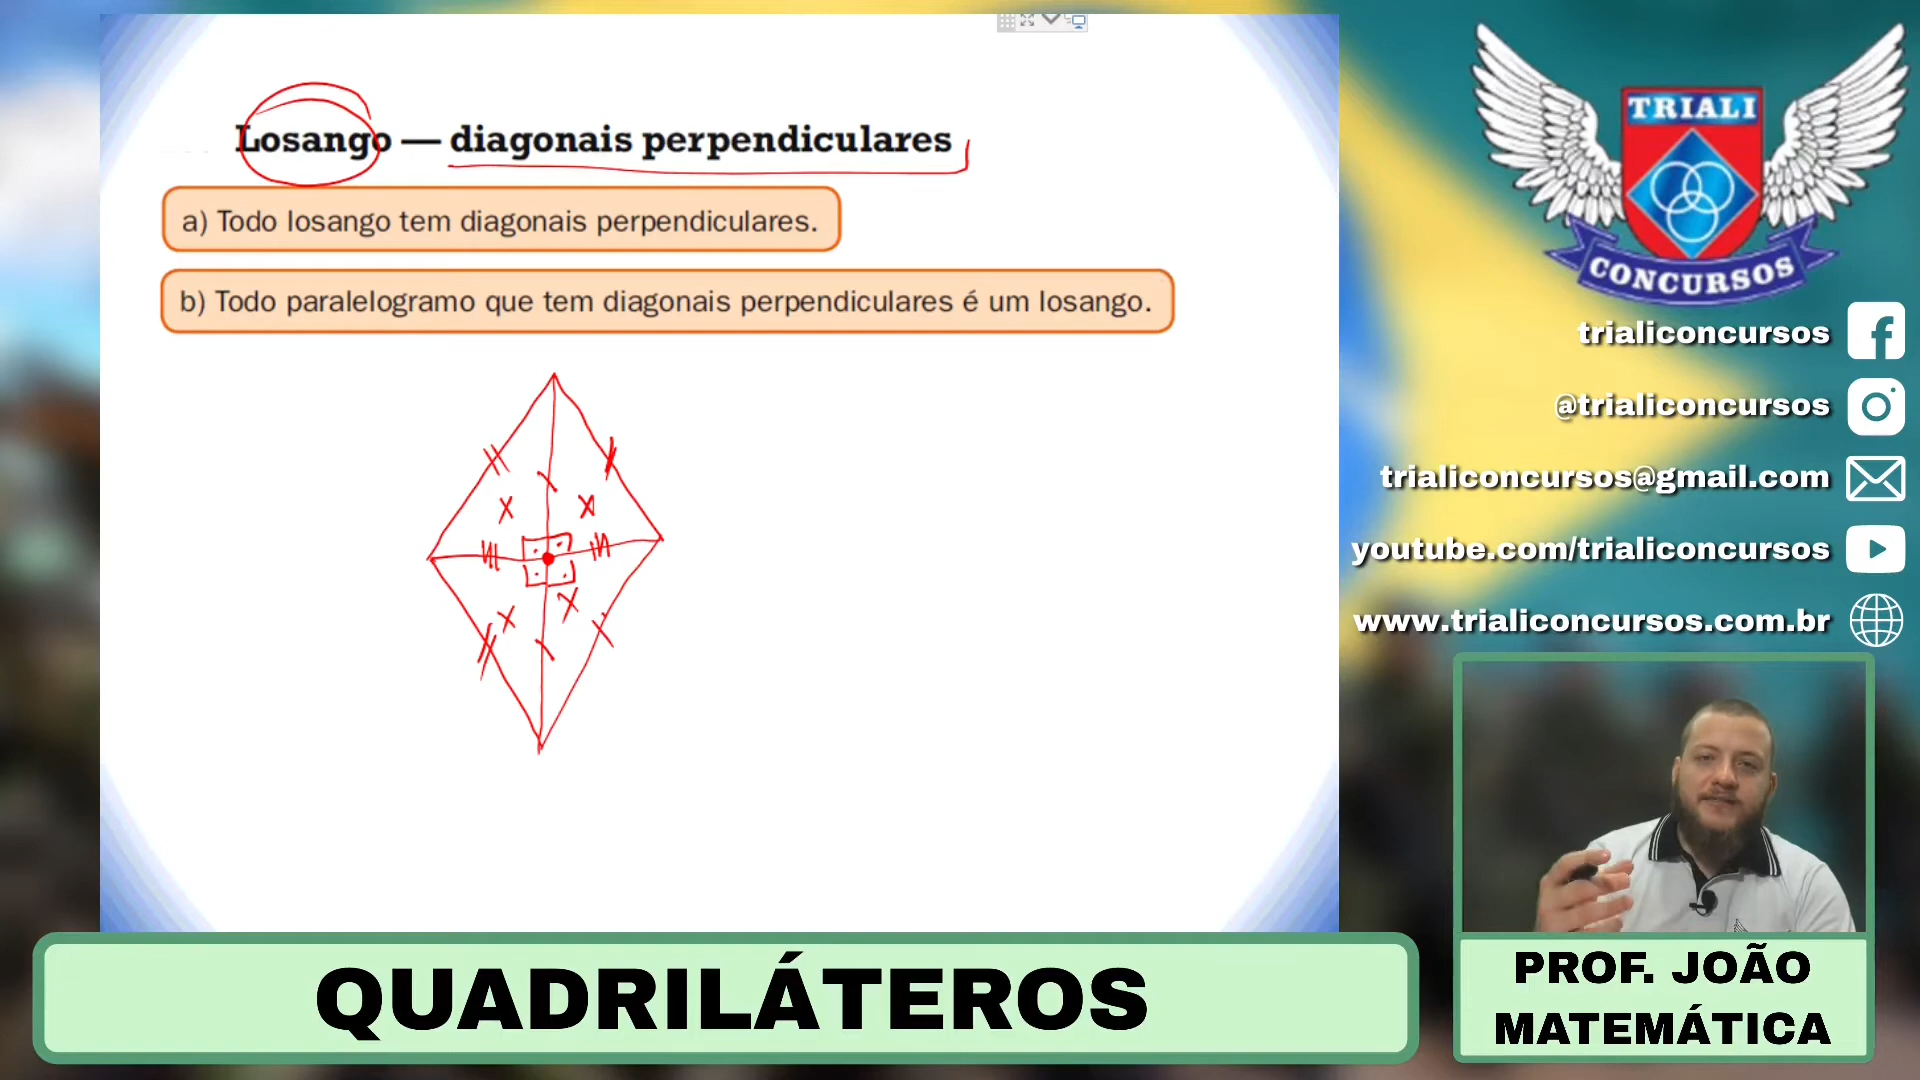 Losango — diagonais perpendiculares
a) Todo losango tem diagonais perpendiculares.
b) Todo paralelogramo que tem diagonais perpendiculares é um losango.
TRIALI
CONCURSOS
trialiconcursos
@trialiconcursos
trialiconcursos@gmail.com
youtube.com/trialiconcursos
www.trialiconcursos.com.br
QUADRILÁTEROS
PROF. JOÃO
MATEMÁTICA